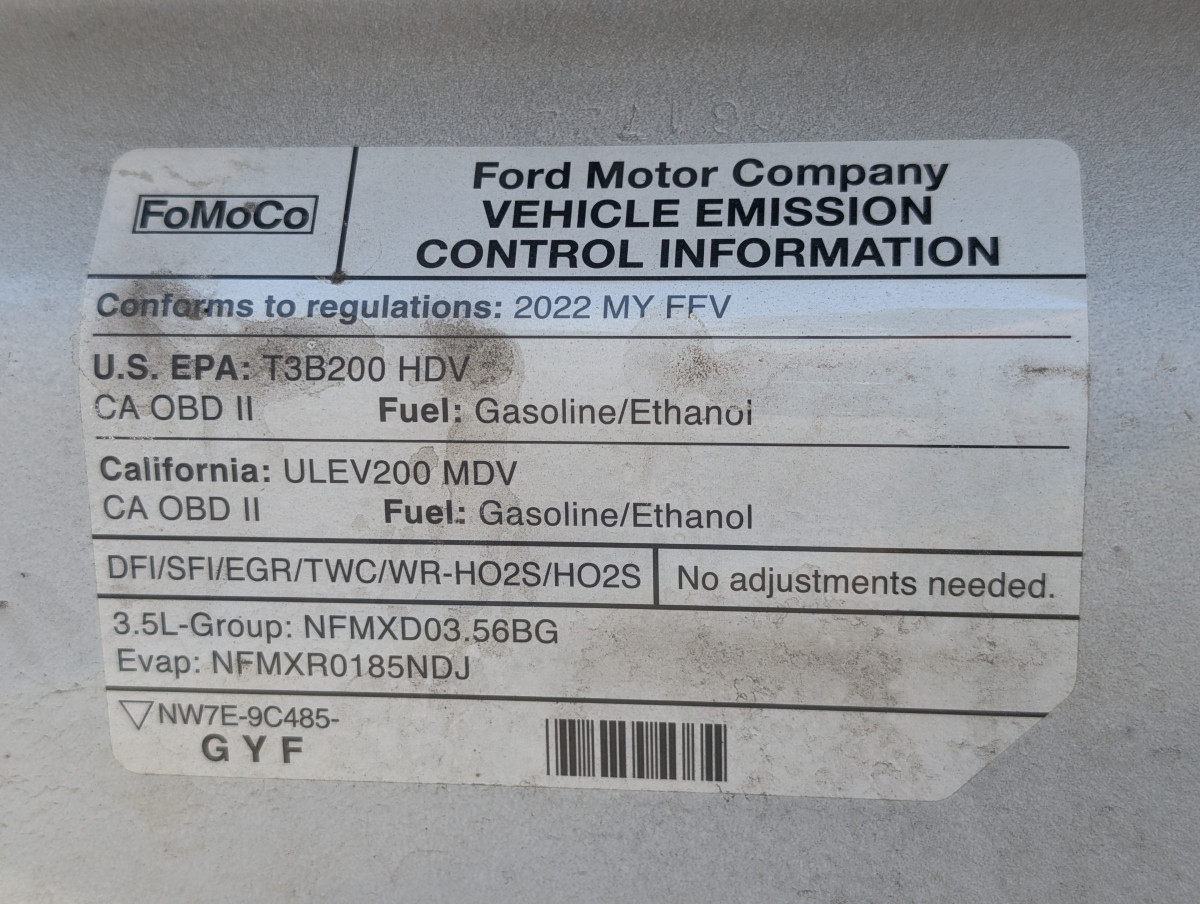 FoMoCo
Ford Motor Company
VEHICLE EMISSION
CONTROL INFORMATION
Conforms to regulations: 2022 MY FFV
U.S. EPA: T3B200 HDV
CA OBD II Fuel: Gasoline/Ethanol
California: ULEV200 MDV
CA OBD II Fuel: Gasoline/Ethanol
DFI/SFI/EGR/TWC/WR-HO2S/HO2S No adjustments needed.
3.5L-Group: NFMXD03.56BG
Evap: NFMXR0185NDJ
NW7E-9C485-
G Y F